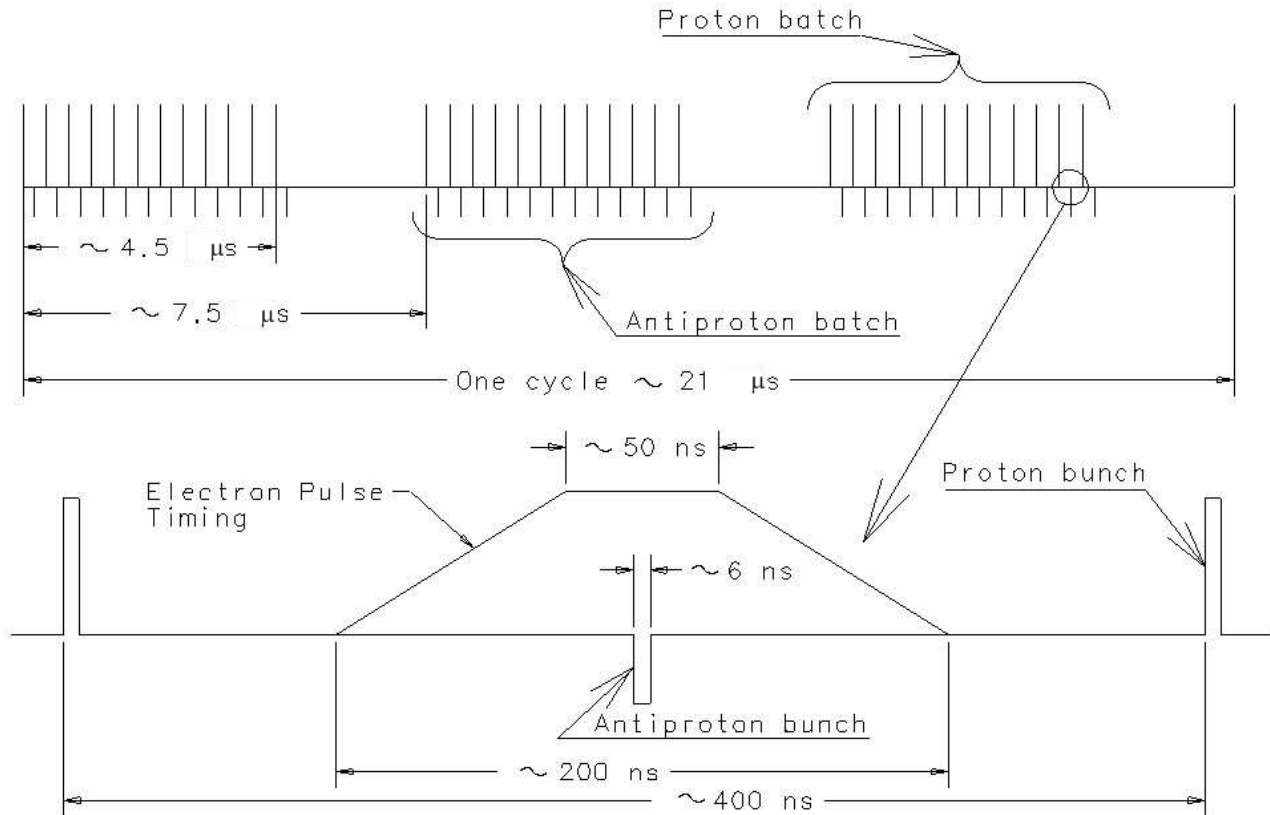 Proton batch
~ 4.5 μs
~ 7.5 μs
Antiproton batch
One cycle ~ 21 μs
~ 50 ns
Electron Pulse
Timing
Proton bunch
~ 6 ns
Antiproton bunch
~ 200 ns
~ 400 ns